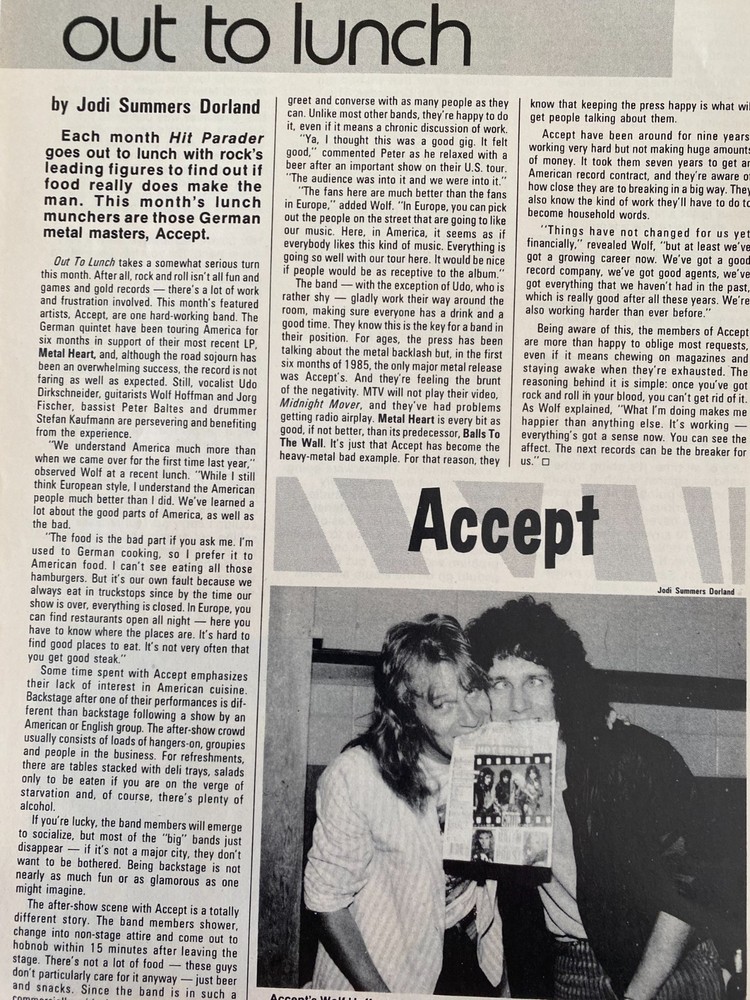 out to lunch
by Jodi Summers Dorland
Each month Hit Parader
goes out to lunch with rock's
leading figures to find out if
food really does make the
man. This month's lunch
munchers are those German
metal masters, Accept.
Out To Lunch takes a somewhat serious turn
this month. After all, rock and roll isn't all fun and
games and gold records — there's a lot of work
and frustration involved. This month's featured
artists, Accept, are one hard-working band. The
German quintet have been touring America for
six months in support of their most recent LP,
Metal Heart, and, although the road sojourn has
been an overwhelming success, the record is not
faring as well as expected. Still, vocalist Udo
Dirkschneider, guitarists Wolf Hoffman and Jorg
Fischer, bassist Peter Baltes and drummer
Stefan Kaufmann are persevering and benefiting
from the experience.
"We understand America much more than
when we came over for the first time last year,"
observed Wolf at a recent lunch. "While I still
think European style, I understand the American
people much better than I did. We've learned a
lot about the good parts of America, as well as
the bad.
"The food is the bad part if you ask me. I'm
used to German cooking, so I prefer it to
American food. I can't see eating all those
hamburgers. But it's our own fault because we
always eat in truckstops since by the time our
show is over, everything is closed. In Europe, you
can find restaurants open all night — here you
have to know where the places are. It's hard to
find good places to eat. It's not very often that
you get good steak."
Some time spent with Accept emphasizes
their lack of interest in American cuisine.
Backstage after one of their performances is dif-
ferent than backstage following a show by an
American or English group. The after-show crowd
usually consists of loads of hangers-on, groupies
and people in the business. For refreshments,
there are tables stacked with deli trays, salads
only to be eaten if you are on the verge of
starvation and, of course, there's plenty of
alcohol.
If you're lucky, the band members will emerge
to socialize, but most of the "big" bands just
disappear — if it's not a major city, they don't
want to be bothered. Being backstage is not
nearly as much fun or as glamorous as one
might imagine.
The after-show scene with Accept is a totally
different story. The band members shower,
change into non-stage attire and come out to
hobnob within 15 minutes after leaving the
stage. There's not a lot of food — these guys
don't particularly care for it anyway — just beer
and snacks. Since the band is in such a
greet and converse with as many people as they
can. Unlike most other bands, they're happy to do
it, even if it means a chronic discussion of work.
"Ya, I thought this was a good gig. It felt
good," commented Peter as he relaxed with a
beer after an important show on their U.S. tour.
"The audience was into it and we were into it."
"The fans here are much better than the fans
in Europe," added Wolf. "In Europe, you can pick
out the people on the street that are going to like
our music. Here, in America, it seems as if
everybody likes this kind of music. Everything is
going so well with our tour here. It would be nice
if people would be as receptive to the album."
The band — with the exception of Udo, who is
rather shy — gladly work their way around the
room, making sure everyone has a drink and a
good time. They know this is the key for a band in
their position. For ages, the press has been
talking about the metal backlash but, in the first
six months of 1985, the only major metal release
was Accept's. And they're feeling the brunt
of the negativity. MTV will not play their video,
Midnight Mover, and they've had problems
getting radio airplay. Metal Heart is every bit as
good, if not better, than its predecessor, Balls To
The Wall. It's just that Accept has become the
heavy-metal bad example. For that reason, they
know that keeping the press happy is what wil
get people talking about them.
Accept have been around for nine years
working very hard but not making huge amounts
of money. It took them seven years to get an
American record contract, and they're aware of
how close they are to breaking in a big way. They
also know the kind of work they'll have to do to
become household words.
"Things have not changed for us yet
financially," revealed Wolf, "but at least we've
got a growing career now. We've got a good
record company, we've got good agents, we've
got everything that we haven't had in the past,
which is really good after all these years. We're
also working harder than ever before."
Being aware of this, the members of Accept
are more than happy to oblige most requests,
even if it means chewing on magazines and
staying awake when they're exhausted. The
reasoning behind it is simple: once you've got
rock and roll in your blood, you can't get rid of it.
As Wolf explained, "What I'm doing makes me
happier than anything else. It's working —
everything's got a sense now. You can see the
affect. The next records can be the breaker for
us." □
Accept
Jodi Summers Dorland